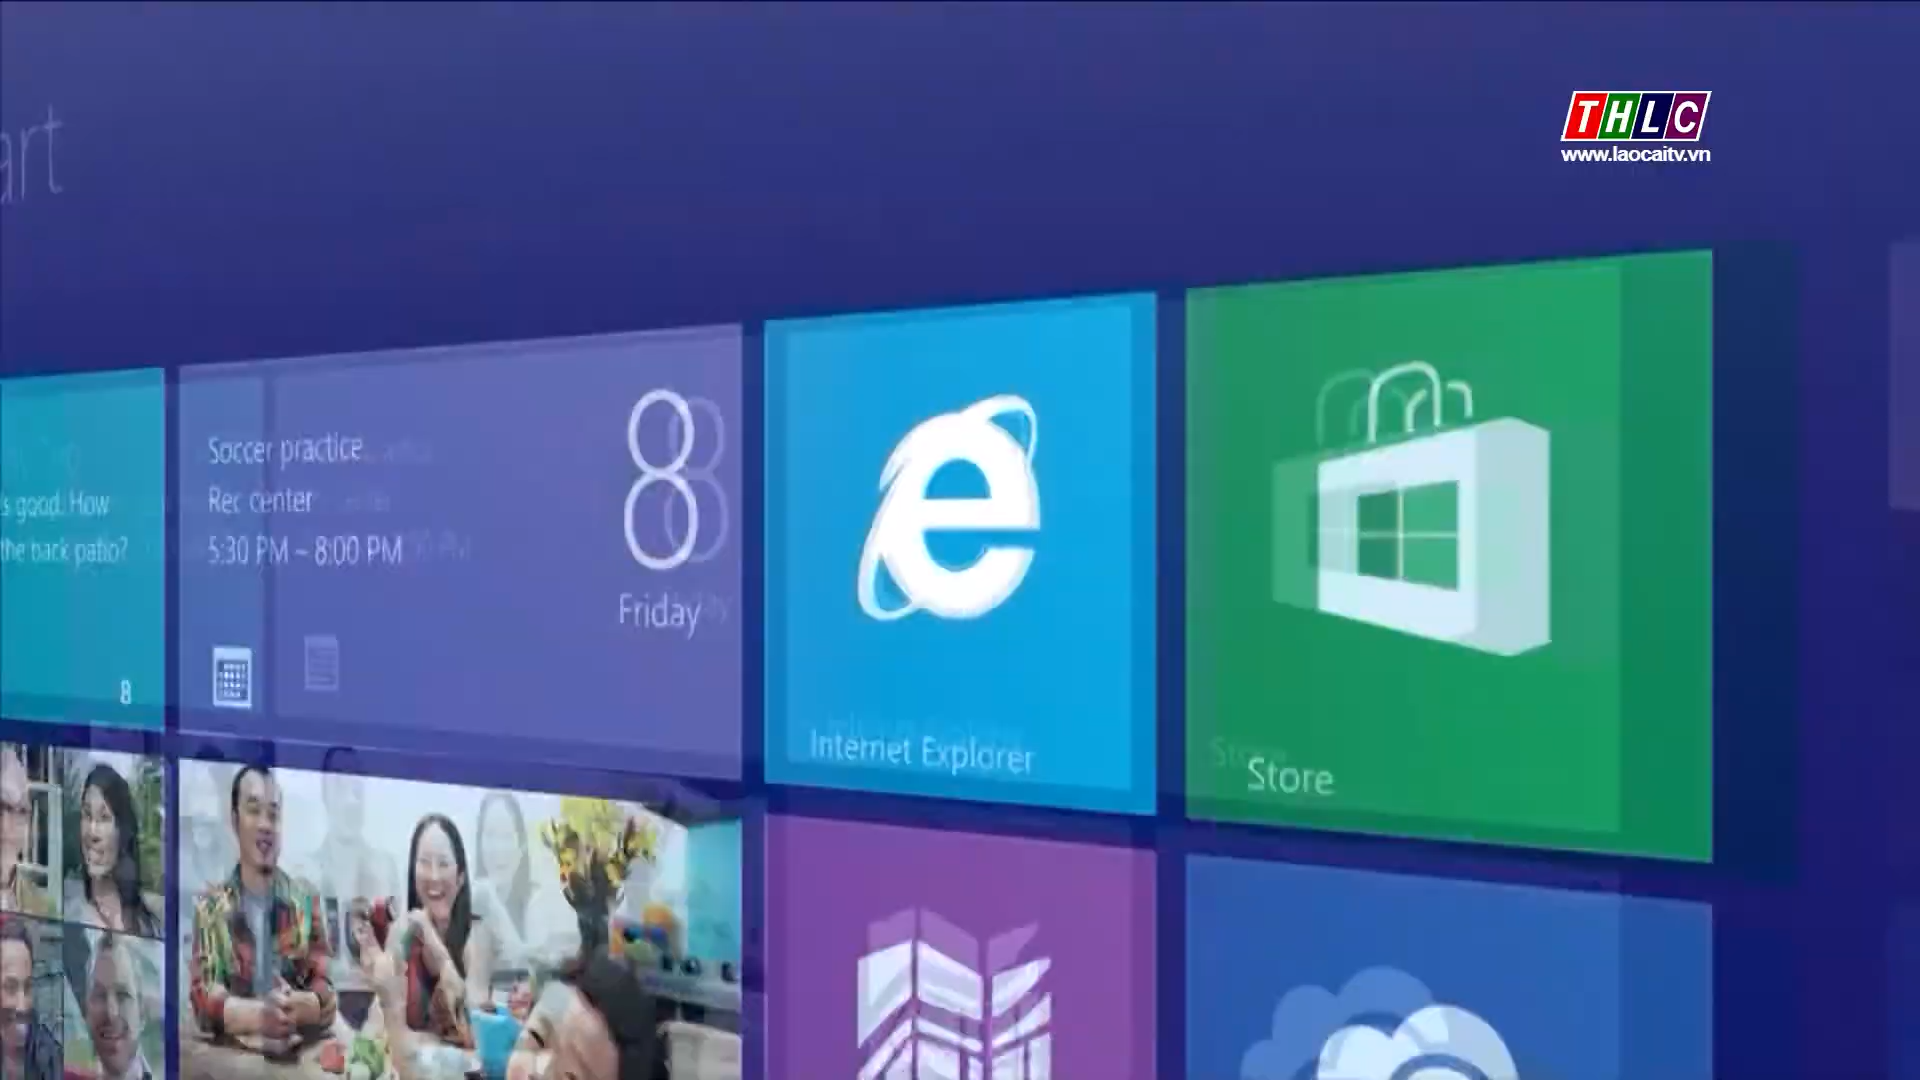 THLC
www.laocaitv.vn
art
s good. How
the back patio?
8
Soccer practice
Rec center
5:30 PM – 8:00 PM
8
Friday
Internet Explorer
Store